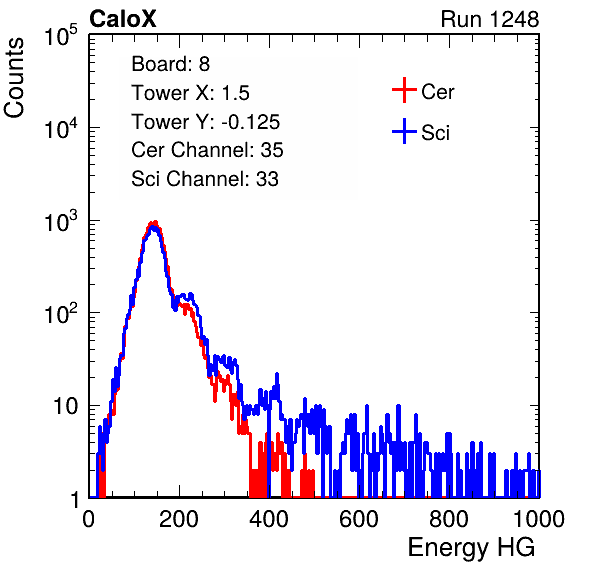 CaloX Run 1248
Board: 8
Tower X: 1.5
Tower Y: -0.125
Cer Channel: 35
Sci Channel: 33
Cer
Sci
Counts
10^5
10^4
10^3
10^2
10
1
0 200 400 600 800 1000
Energy HG